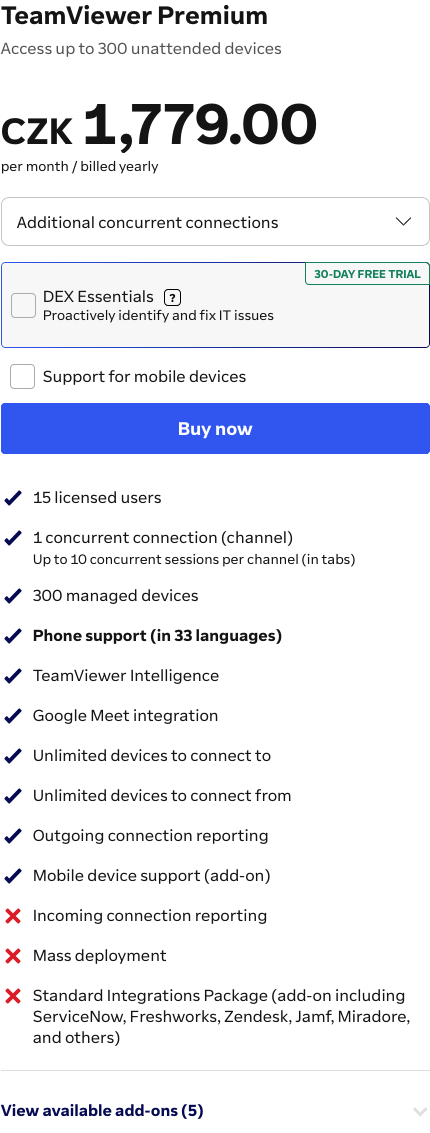 TeamViewer Premium
Access up to 300 unattended devices
CZK 1,779.00
per month / billed yearly
Additional concurrent connections
30-DAY FREE TRIAL
DEX Essentials ?
Proactively identify and fix IT issues
Support for mobile devices
Buy now
15 licensed users
1 concurrent connection (channel)
Up to 10 concurrent sessions per channel (in tabs)
300 managed devices
Phone support (in 33 languages)
TeamViewer Intelligence
Google Meet integration
Unlimited devices to connect to
Unlimited devices to connect from
Outgoing connection reporting
Mobile device support (add-on)
Incoming connection reporting
Mass deployment
Standard Integrations Package (add-on including
ServiceNow, Freshworks, Zendesk, Jamf, Miradore,
and others)
View available add-ons (5)